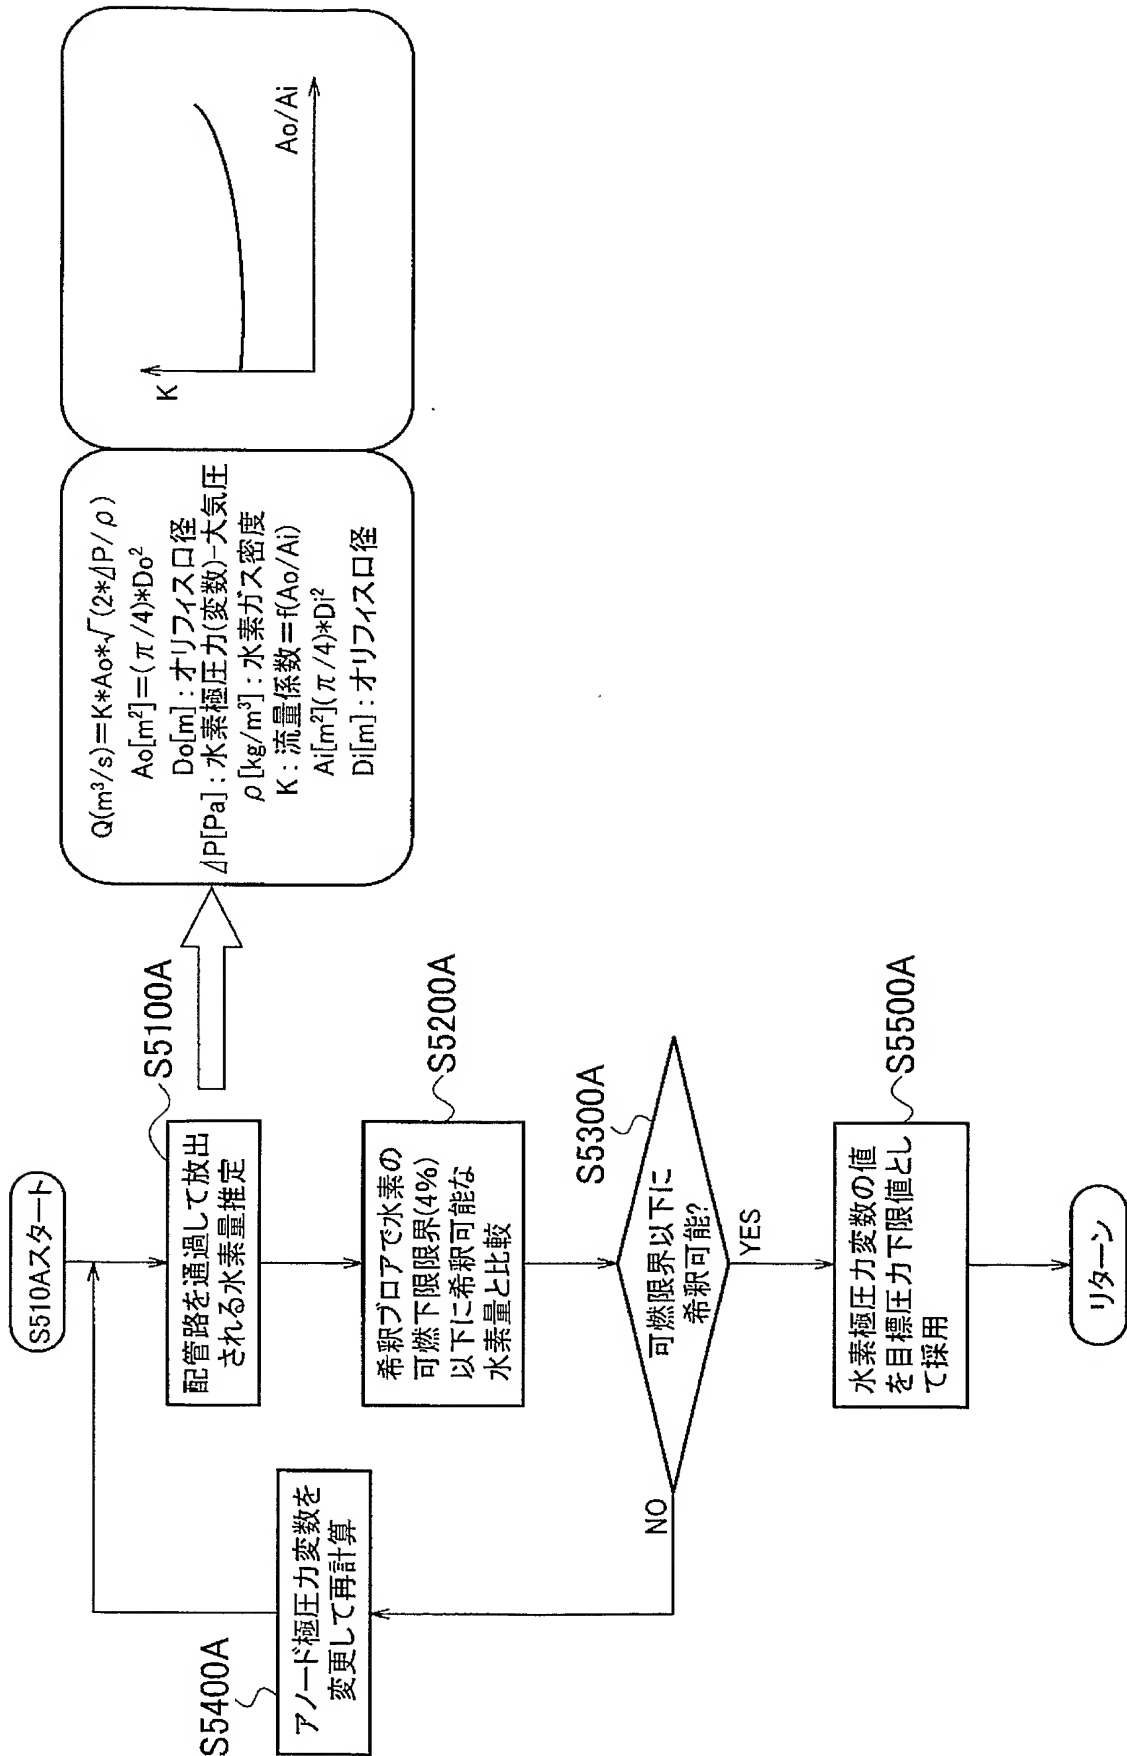 S510Aスタート
S5100A
配管路を通過して放出
される水素量推定
Q(m³/s)=K*Ao*√(2*⊿P/ρ)
Ao[m²]=(π/4)*Do²
Do[m]:オリフィス口径
⊿P[Pa]:水素極圧力(変数)-大気圧
ρ[kg/m³]:水素ガス密度
K:流量係数=f(Ao/Ai)
Ai[m²](π/4)*Di²
Di[m]:オリフィス口径
K
Ao/Ai
S5200A
希釈ブロアで水素の
可燃下限限界(4%)
以下に希釈可能な
水素量と比較
S5300A
可燃限界以下に
希釈可能?
NO
YES
S5400A
アノード極圧力変数を
変更して再計算
S5500A
水素極圧力変数の値
を目標圧力下限値とし
て採用
リターン